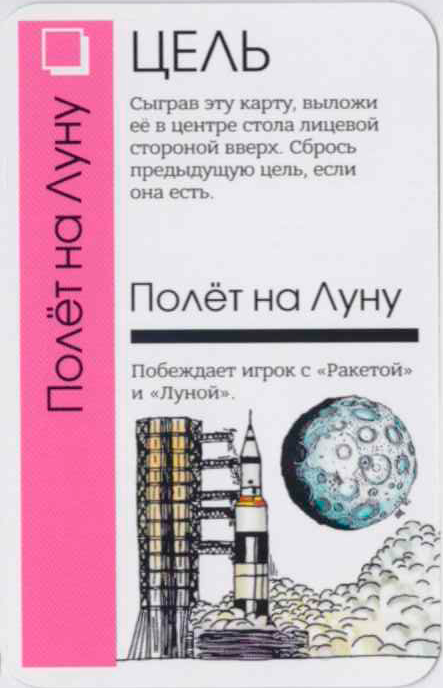 Полёт на Луну
ЦЕЛЬ
Сыграв эту карту, выложи
её в центре стола лицевой
стороной вверх. Сбрось
предыдущую цель, если
она есть.
Полёт на Луну
Побеждает игрок с «Ракетой»
и «Луной».